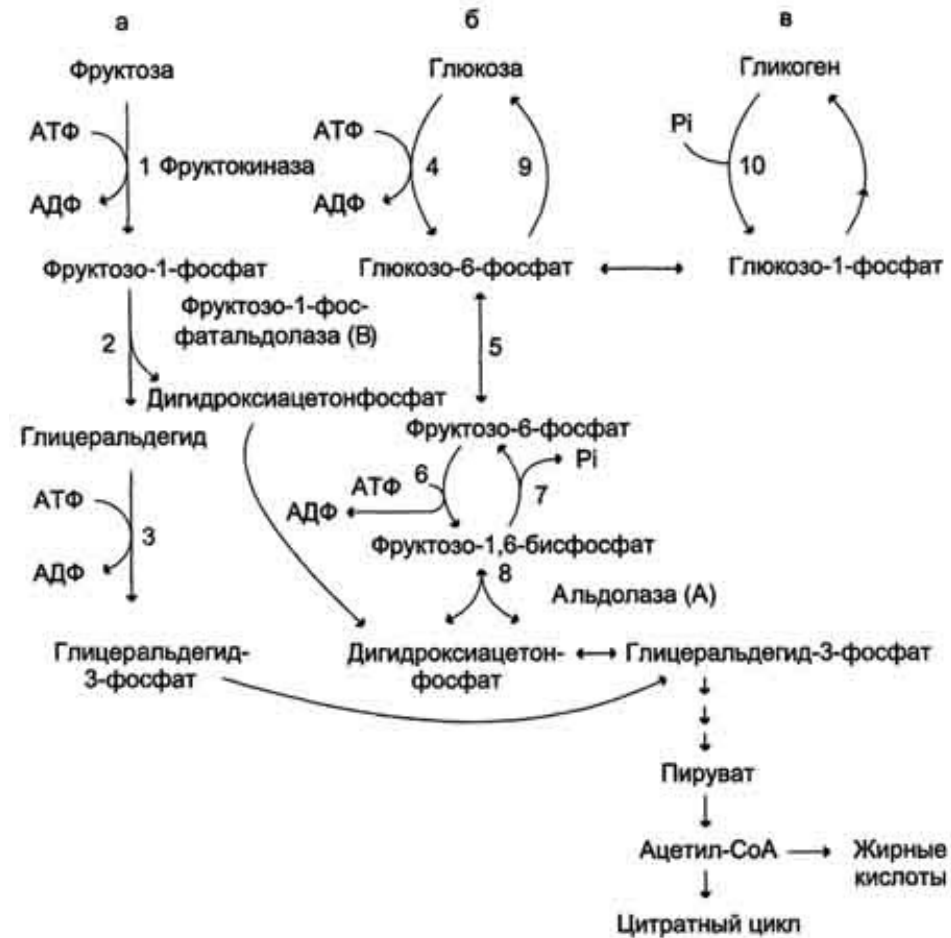 а б в
Фруктоза Глюкоза Гликоген
АТФ АТФ Pi
1 Фруктокиназа 4 9 10
АДФ АДФ
Фруктозо-1-фосфат Глюкозо-6-фосфат Глюкозо-1-фосфат
Фруктозо-1-фос-
фатальдолаза (В)
2 5
Дигидроксиацетонфосфат
Глицеральдегид Фруктозо-6-фосфат
АТФ АТФ 6 Pi
АДФ 7
3 Фруктозо-1,6-бисфосфат
АДФ 8
Альдолаза (А)
Глицеральдегид-
3-фосфат
Дигидроксиацетон-
фосфат
Глицеральдегид-3-фосфат
Пируват
Ацетил-СоА Жирные
кислоты
Цитратный цикл